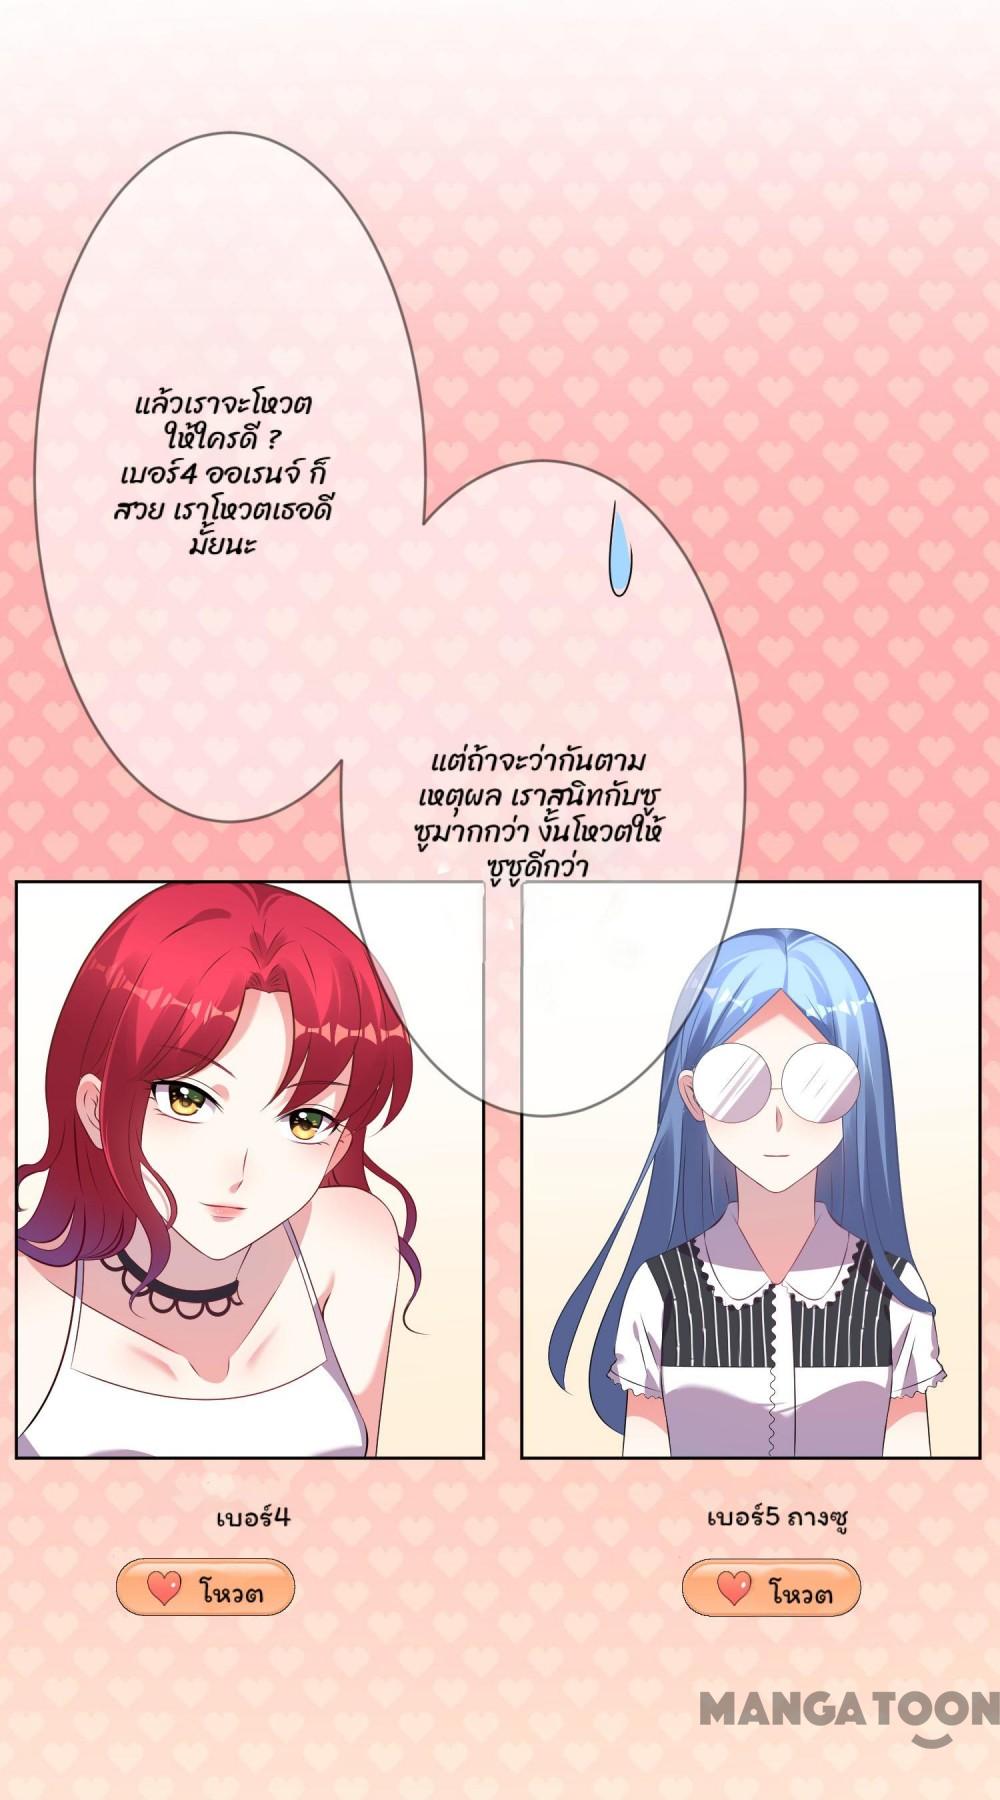 แล้วเราจะโหวต
ให้ใครดี ?
เบอร์4 ออเรนจ์ ก็
สวย เราโหวตเธอดี
มั้ยนะ
แต่ถ้าจะว่ากันตาม
เหตุผล เราสนิทกับซู
ซูมากกว่า งั้นโหวตให้
ซูซูดีกว่า
เบอร์4
เบอร์5 ถางซู
โหวต
โหวต
MANGATOON